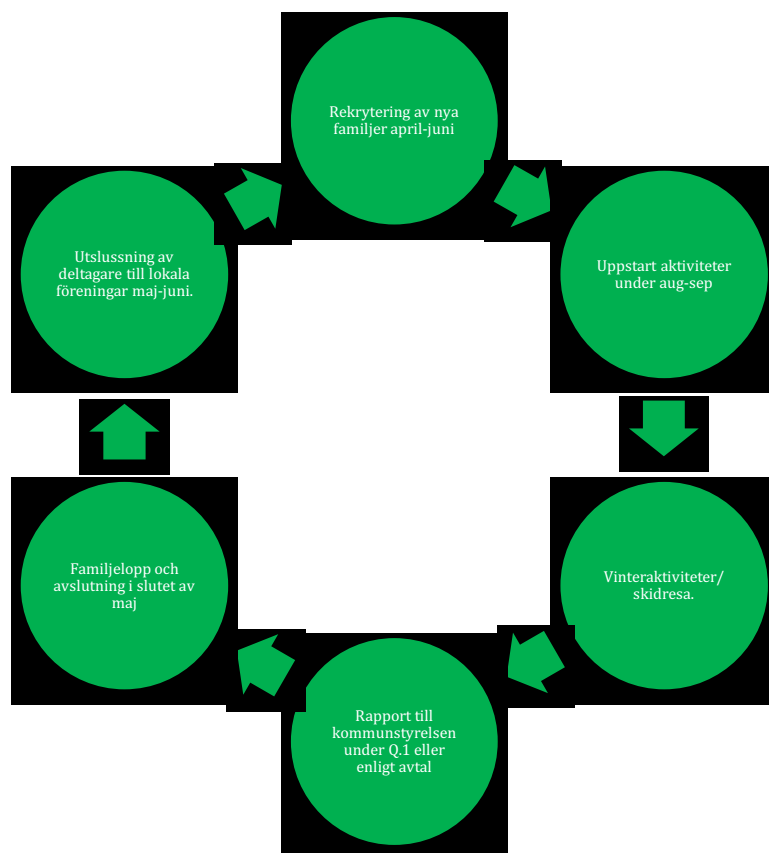 Rekrytering av nya
familjer april-juni
Uppstart aktiviteter
under aug-sep
Vinteraktiviteter/
skidresa.
Rapport till
kommunstyrelsen
under Q.1 eller
enligt avtal
Familjelopp och
avslutning i slutet av
maj
Utslussning av
deltagare till lokala
föreningar maj-juni.